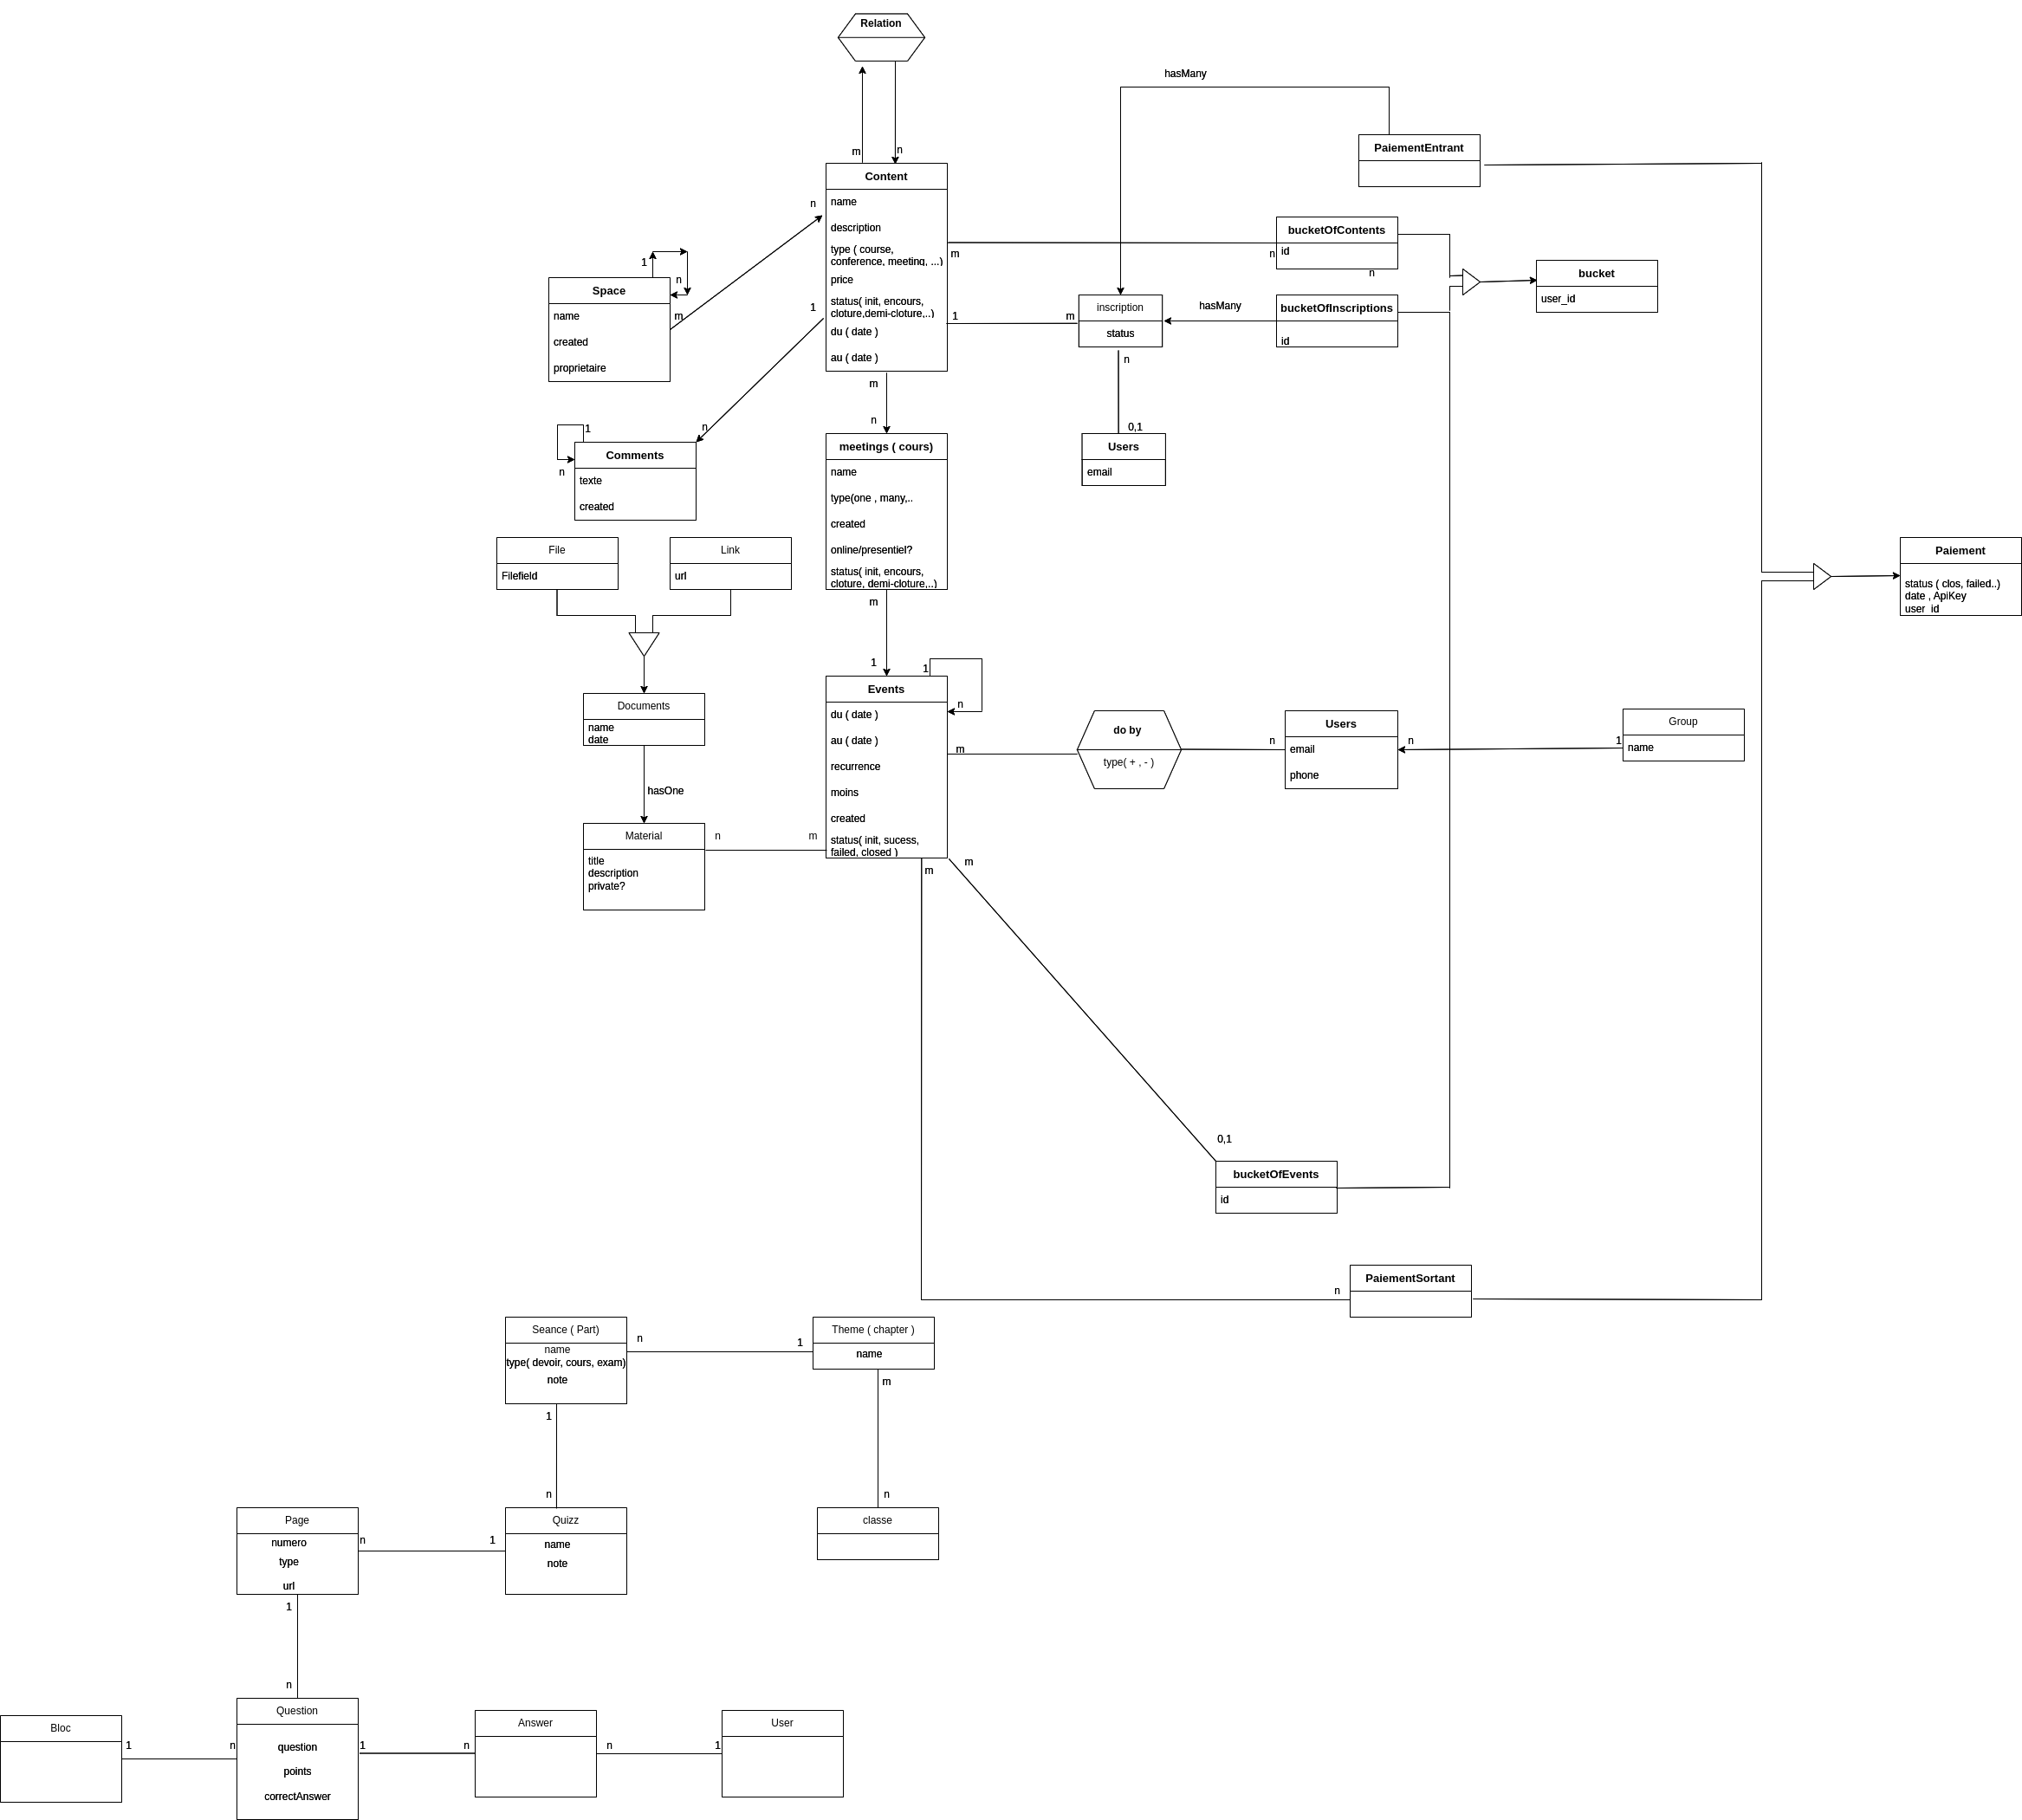 Relation
hasMany
PaiementEntrant
m
n
Content
name
description
type ( course,
conference, meeting, ...)
price
status( init, encours,
cloture,demi-cloture,..)
du ( date )
au ( date )
n
m
1
1
m
bucketOfContents
id
n
n
bucket
user_id
1
n
Space
name
created
proprietaire
m
inscription
status
m
hasMany
bucketOfInscriptions
id
n
0,1
Users
email
n
1
n
Comments
texte
created
m
n
meetings ( cours)
name
type(one , many,..
created
online/presentiel?
status( init, encours,
cloture, demi-cloture,..)
File
Filefield
Link
url
Paiement
status ( clos, failed..)
date , ApiKey
user_id
m
1
1
n
Events
du ( date )
au ( date )
recurrence
moins
created
status( init, sucess,
failed, closed )
Documents
name
date
hasOne
m
do by
type( + , - )
n
Users
email
phone
n
1
Group
name
Material
title
description
private?
n
m
m
m
0,1
bucketOfEvents
id
n
PaiementSortant
Seance ( Part)
name
type( devoir, cours, exam)
note
n
1
Theme ( chapter )
name
1
m
n
n
Page
numero
type
url
n
1
Quizz
name
note
classe
1
n
Bloc
1
n
Question
question
points
correctAnswer
1
n
Answer
n
1
User